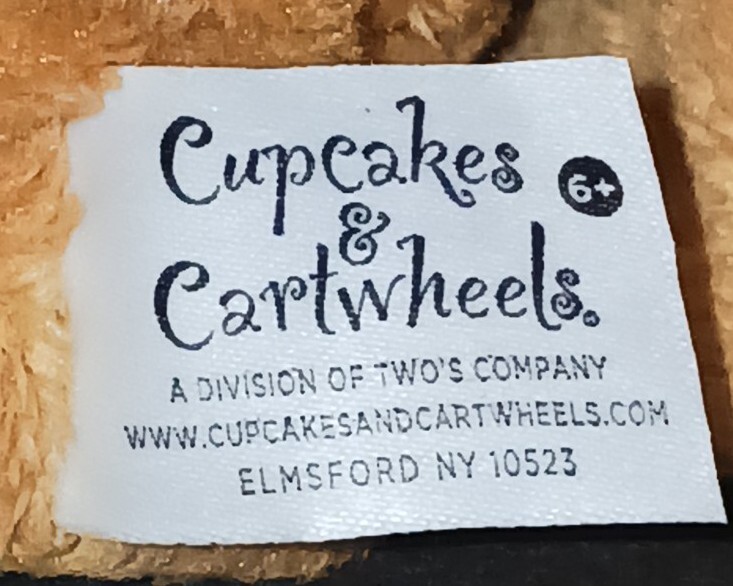 Cupcakes
6+
&
Cartwheels®
A DIVISION OF TWO'S COMPANY
WWW.CUPCAKESANDCARTWHEELS.COM
ELMSFORD NY 10523